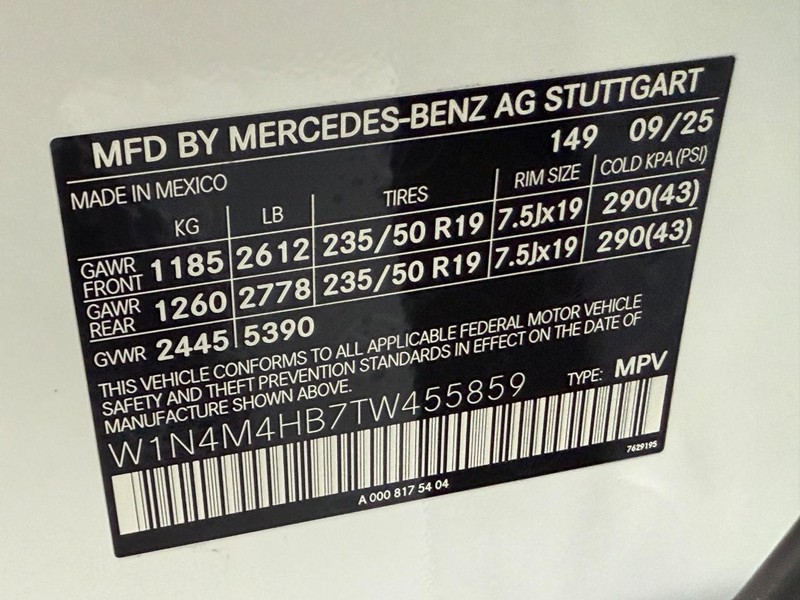 MFD BY MERCEDES-BENZ AG STUTTGART
149 09/25
MADE IN MEXICO
KG LB TIRES RIM SIZE COLD KPA (PSI)
GAWR FRONT 1185 2612 235/50 R19 7.5Jx19 290(43)
GAWR REAR 1260 2778 235/50 R19 7.5Jx19 290(43)
GVWR 2445 5390
THIS VEHICLE CONFORMS TO ALL APPLICABLE FEDERAL MOTOR VEHICLE
SAFETY AND THEFT PREVENTION STANDARDS IN EFFECT ON THE DATE OF
MANUFACTURE SHOWN ABOVE.
W1N4M4HB7TW455859 TYPE: MPV
7629195
A 000 817 54 04